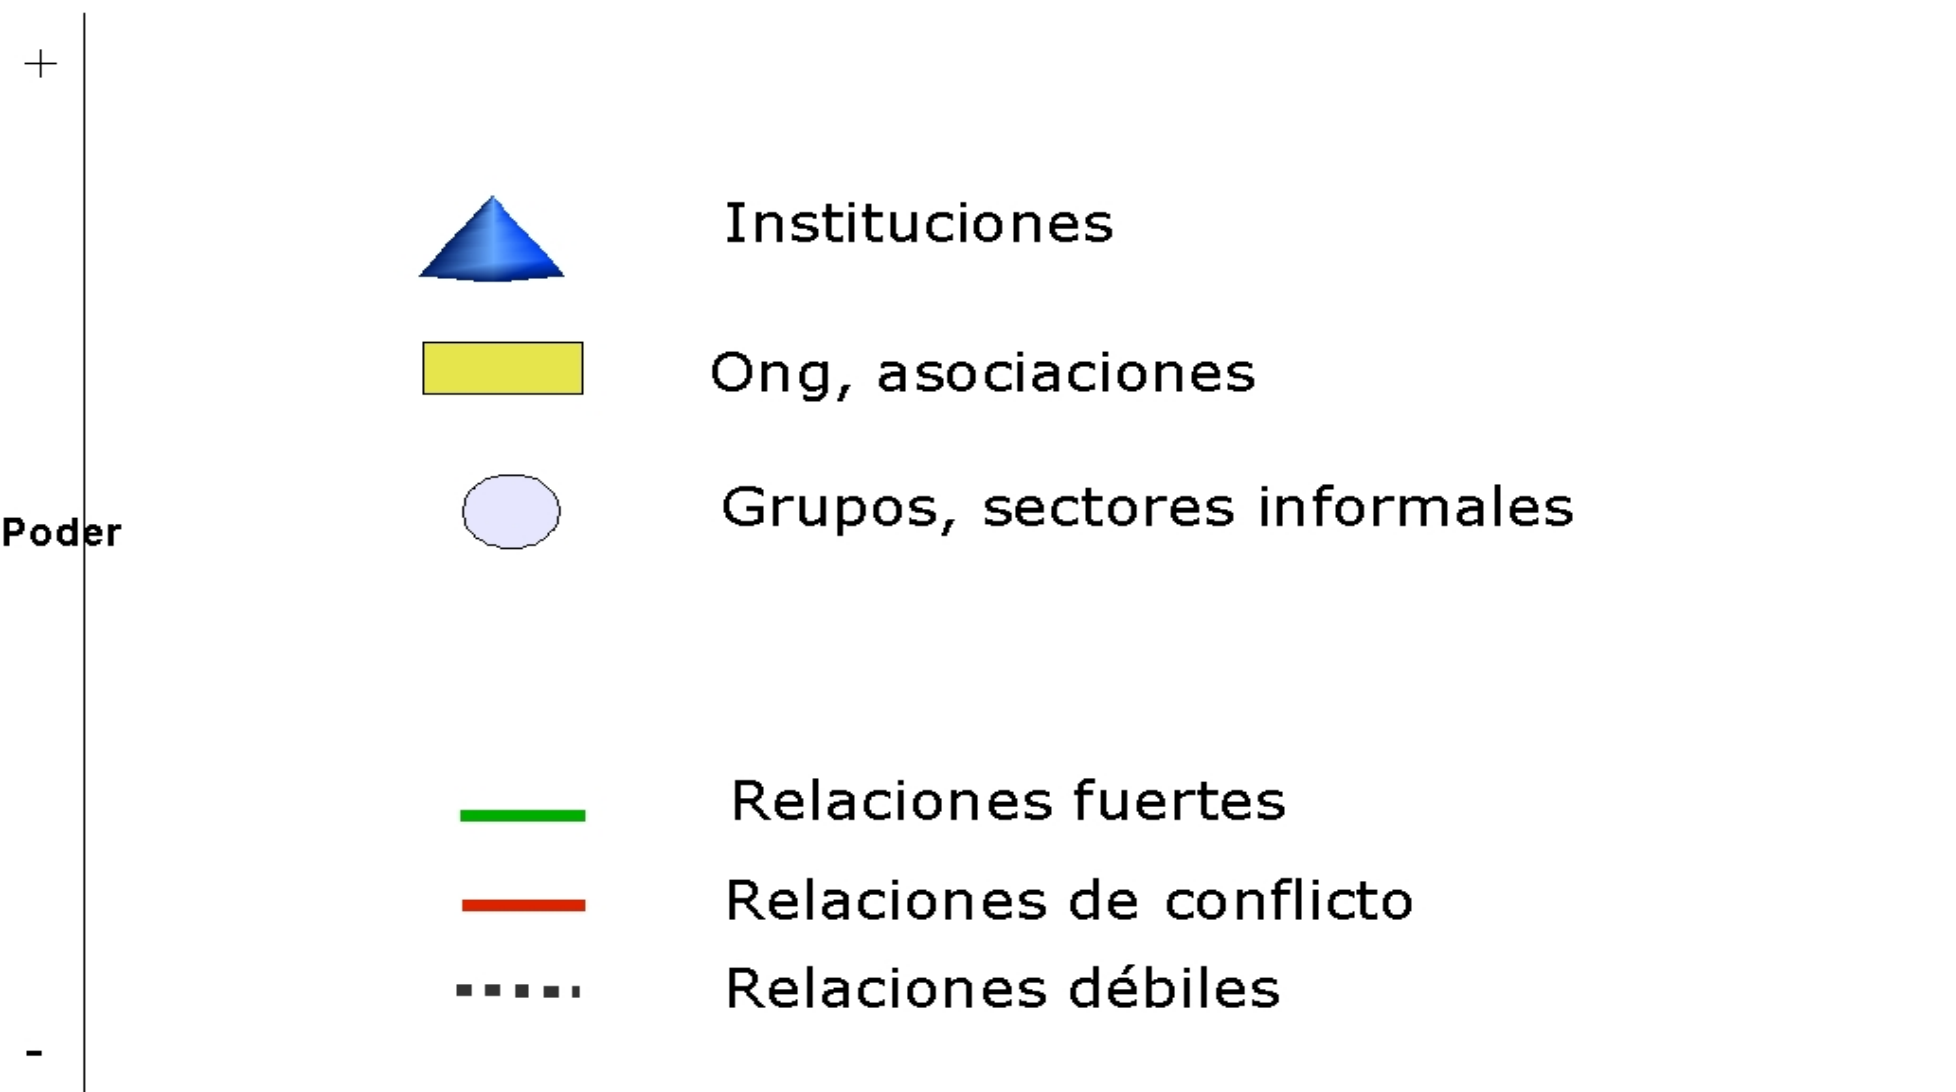 +
Instituciones
Ong, asociaciones
Grupos, sectores informales
Poder
Relaciones fuertes
Relaciones de conflicto
Relaciones débiles
-